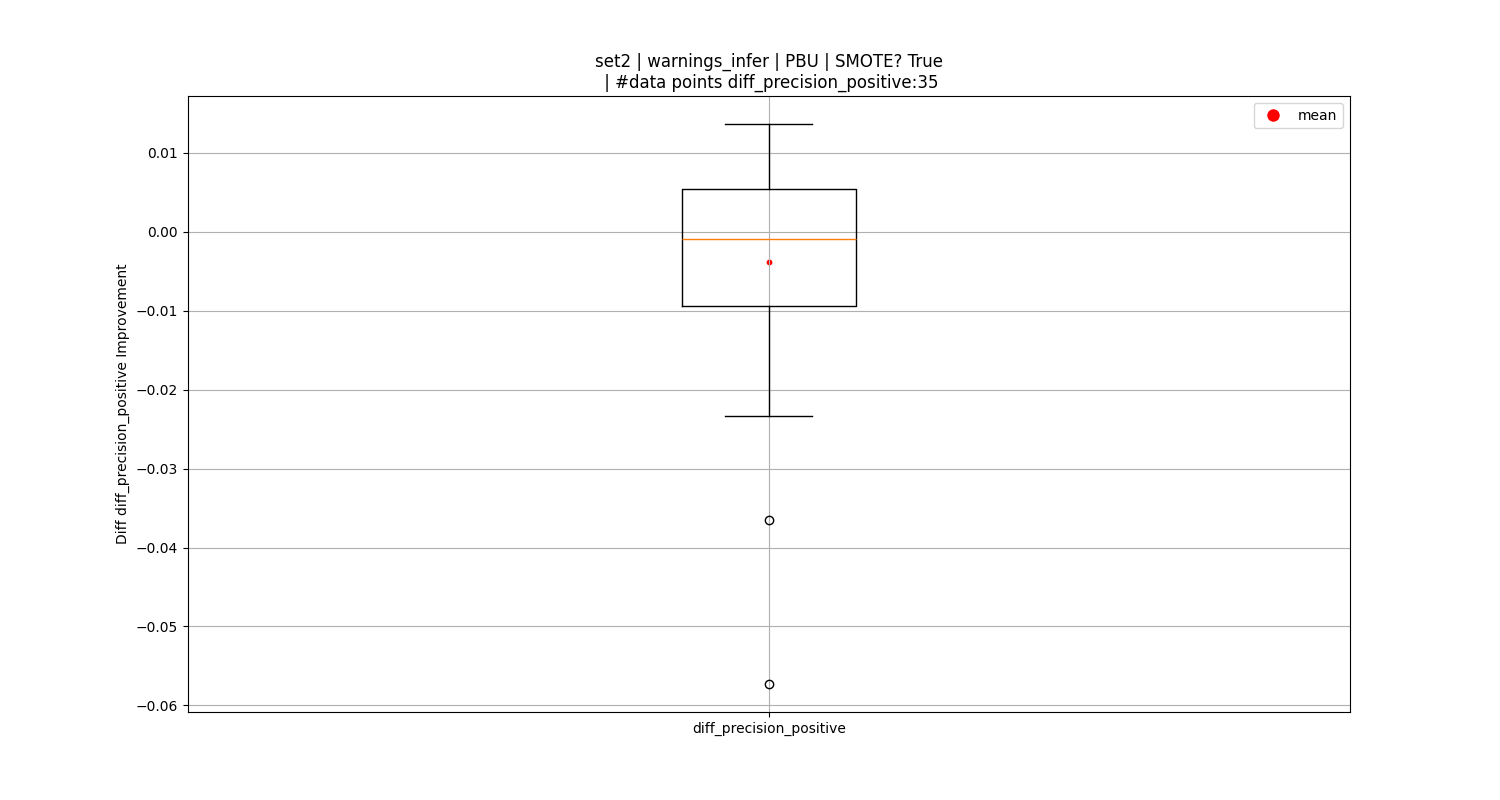 set2 | warnings_infer | PBU | SMOTE? True
| #data points diff_precision_positive:35
mean
0.01
0.00
−0.01
−0.02
−0.03
−0.04
−0.05
−0.06
Diff diff_precision_positive Improvement
diff_precision_positive